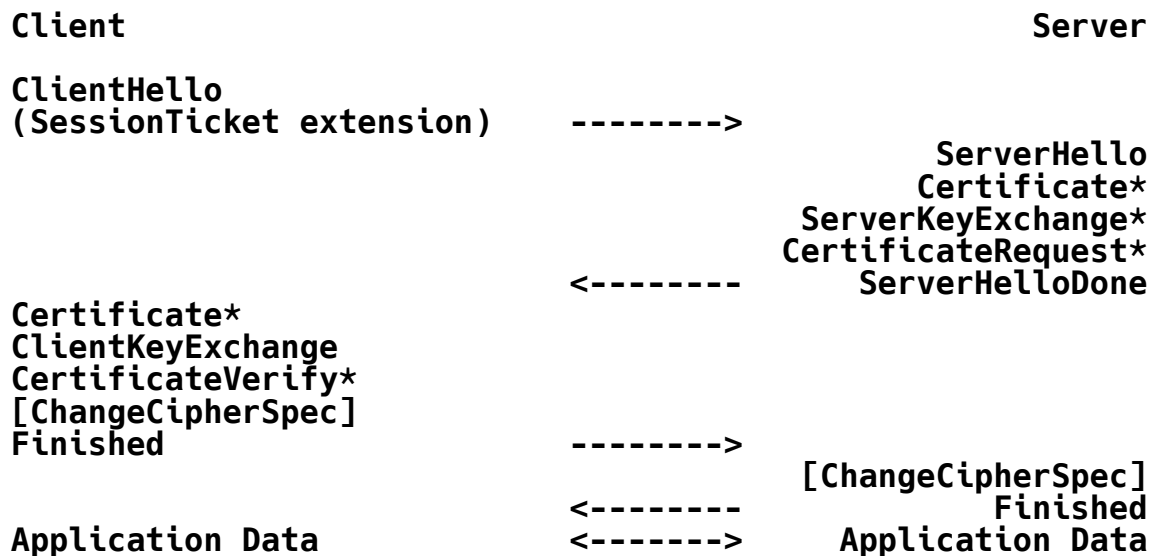 Client                                               Server

ClientHello
(SessionTicket extension)    -------->
                                                ServerHello
                                               Certificate*
                                         ServerKeyExchange*
                                        CertificateRequest*
                             <--------      ServerHelloDone
Certificate*
ClientKeyExchange
CertificateVerify*
[ChangeCipherSpec]
Finished                     -------->
                                         [ChangeCipherSpec]
                             <--------             Finished
Application Data             <------->     Application Data